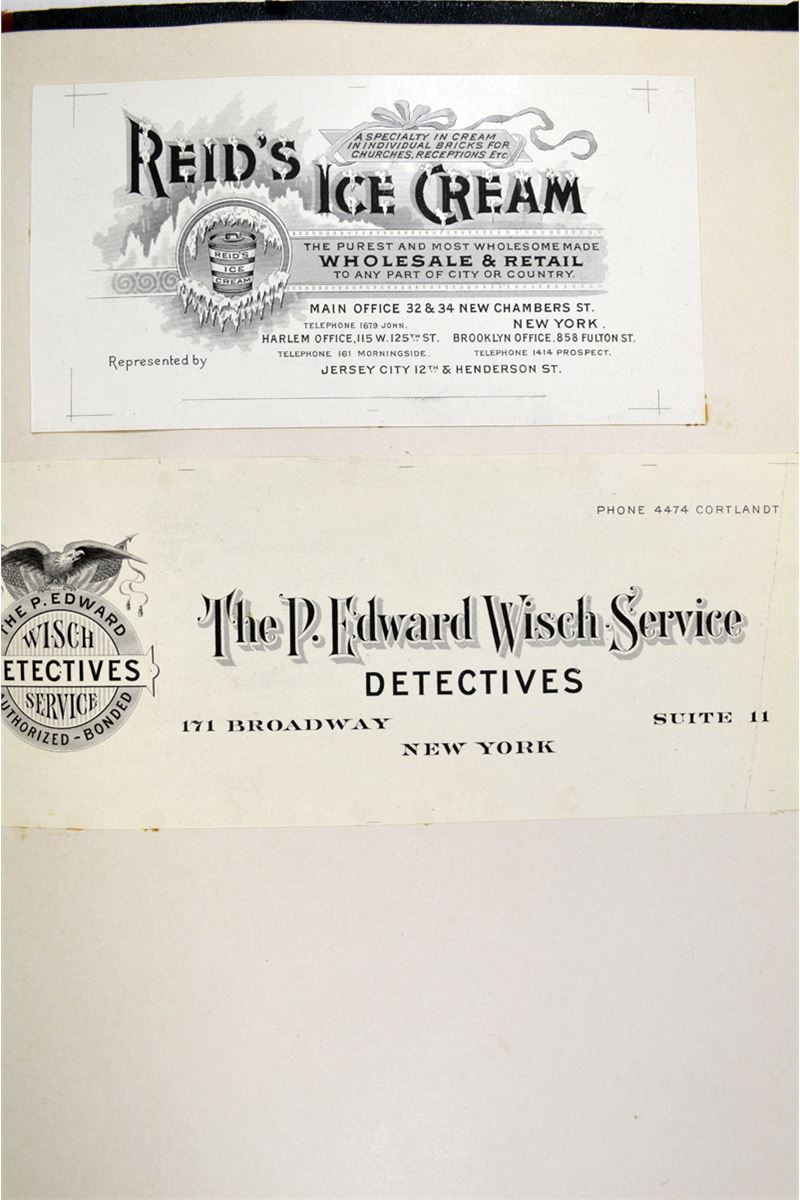 A SPECIALTY IN CREAM
IN INDIVIDUAL BRICKS FOR
CHURCHES, RECEPTIONS ETC.
REID'S
ICE CREAM
REID'S
ICE
CREAM
THE PUREST AND MOST WHOLESOME MADE
WHOLESALE & RETAIL
TO ANY PART OF CITY OR COUNTRY.
MAIN OFFICE 32 & 34 NEW CHAMBERS ST.
TELEPHONE 1679 JOHN. NEW YORK.
HARLEM OFFICE, 115 W. 125TH ST. BROOKLYN OFFICE, 858 FULTON ST.
TELEPHONE 161 MORNINGSIDE. TELEPHONE 1414 PROSPECT.
Represented by
JERSEY CITY 12TH & HENDERSON ST.
PHONE 4474 CORTLANDT
THE P. EDWARD
WISCH
ETECTIVES
SERVICE
UTHORIZED - BONDED
The P. Edward Wisch-Service
DETECTIVES
171 BROADWAY SUITE 11
NEW YORK